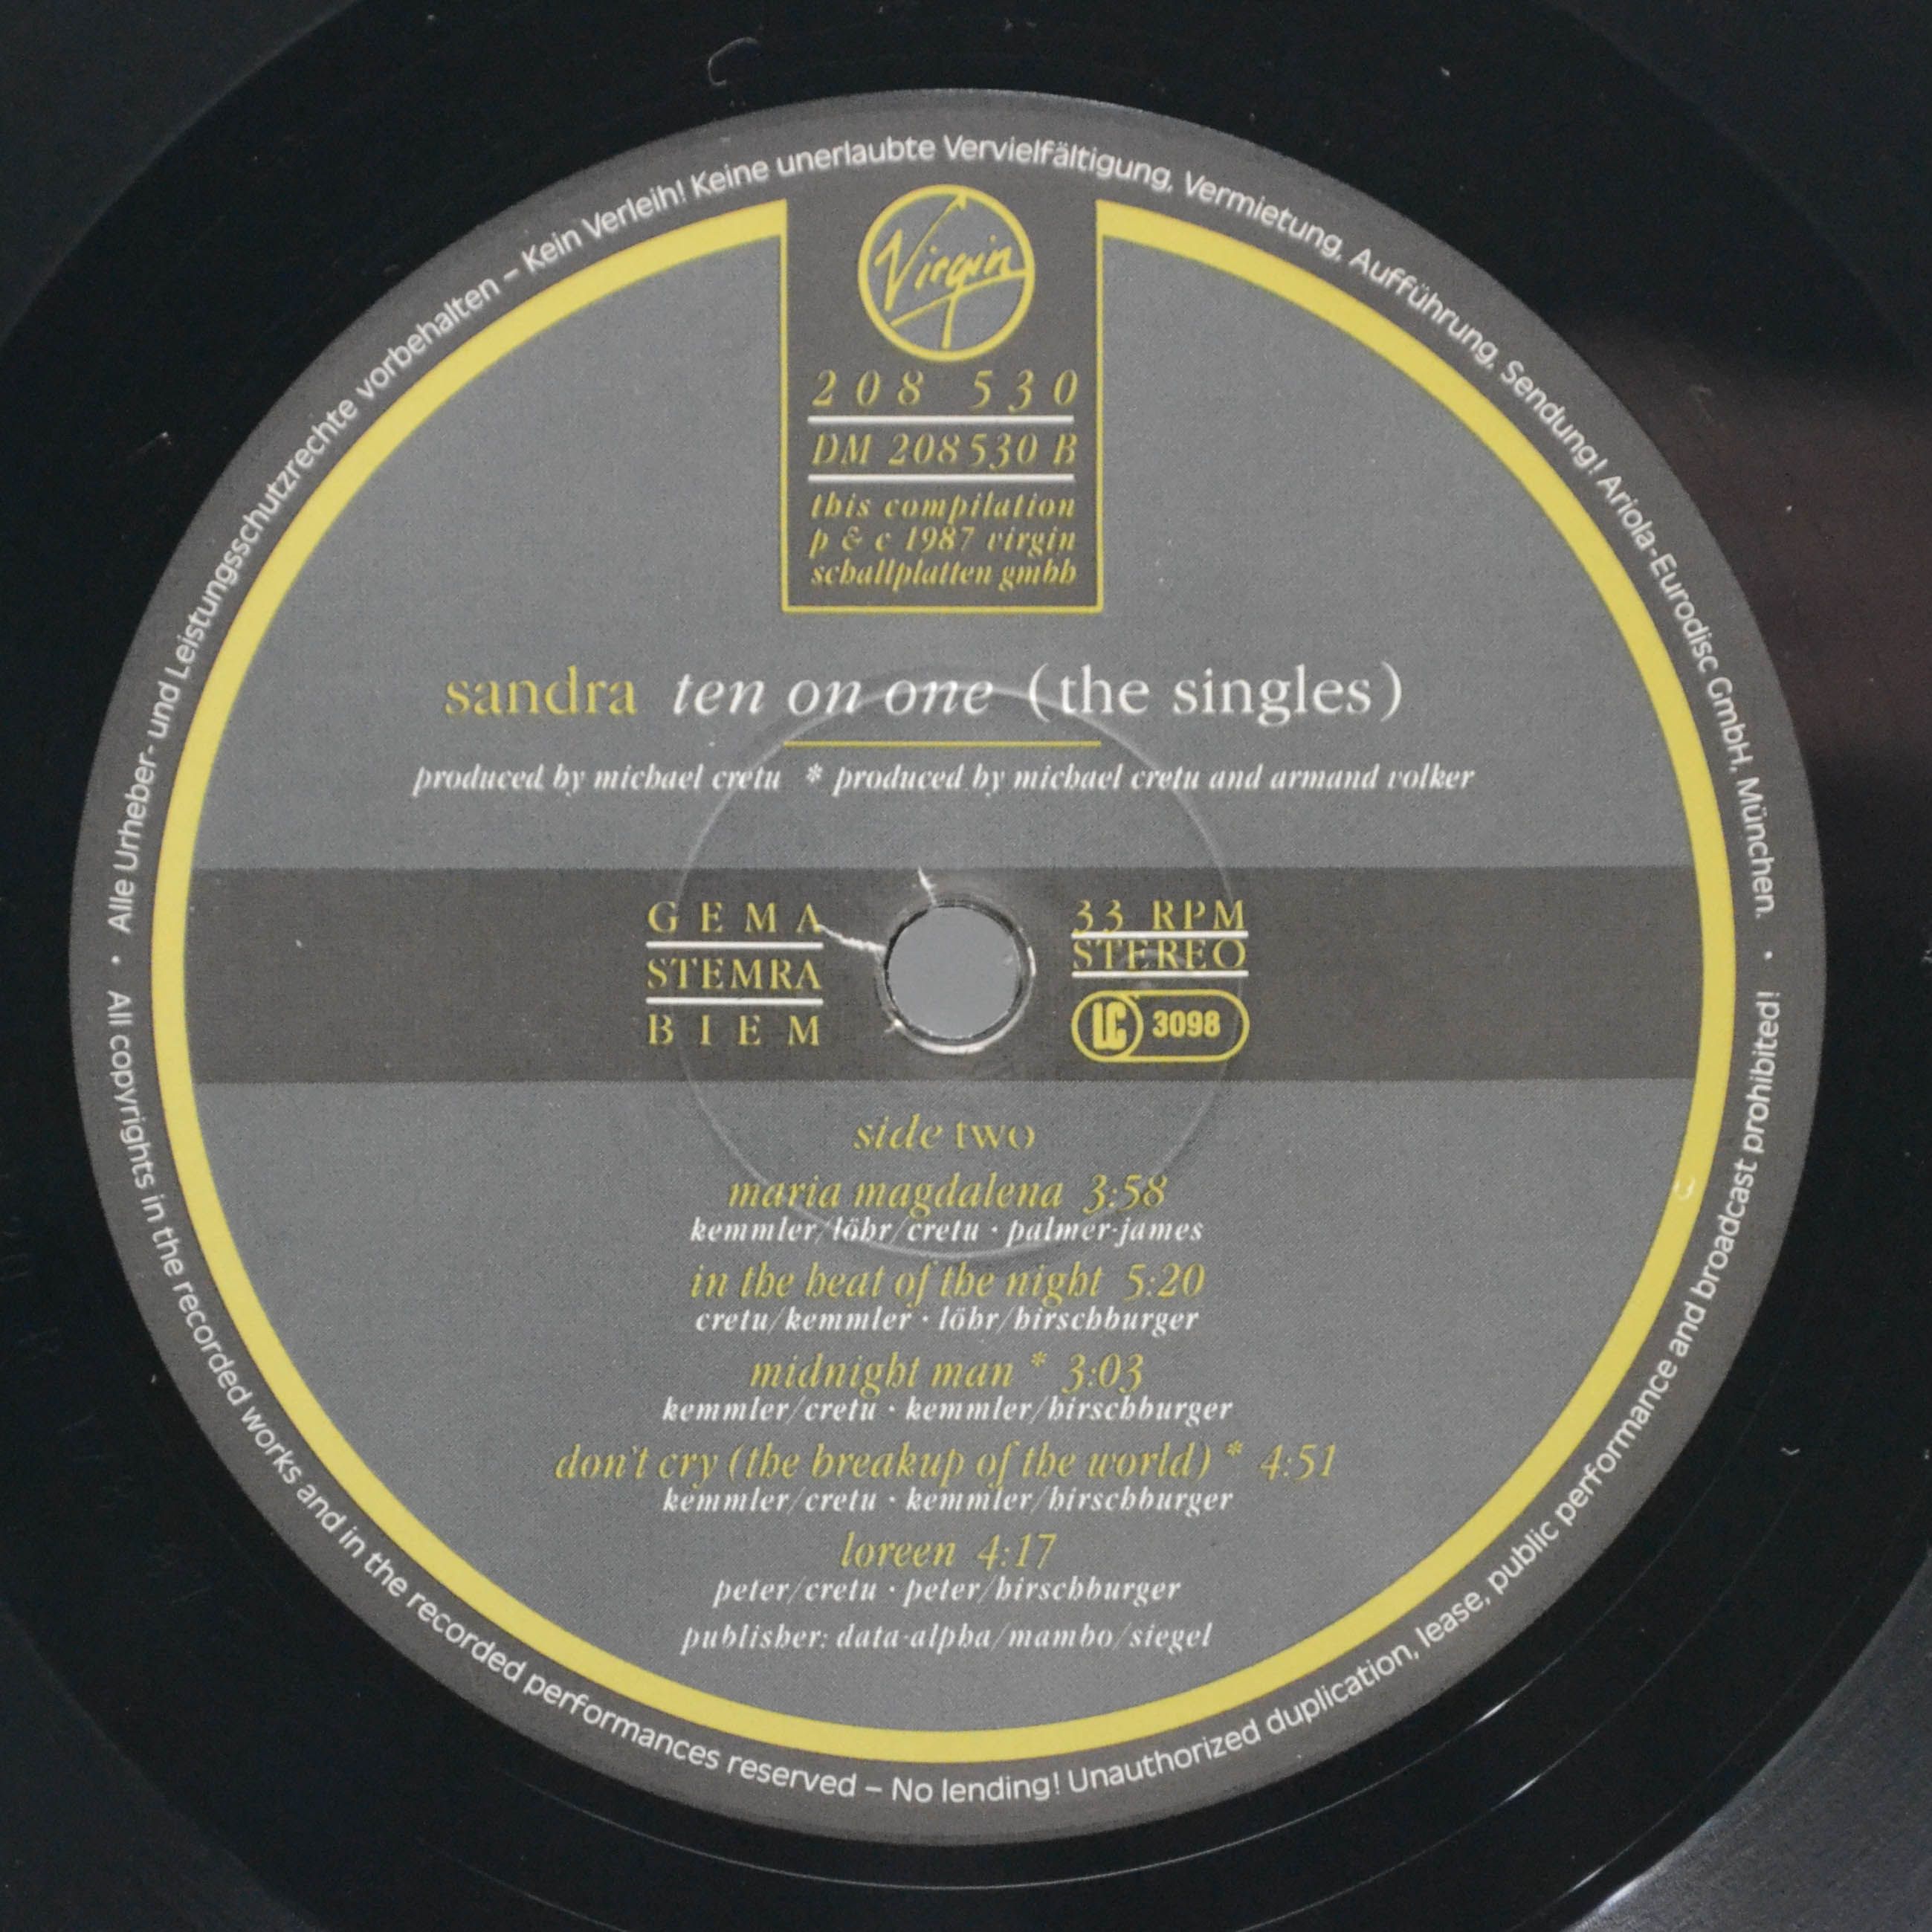 Alle Urheber- und Leistungsschutzrechte vorbehalten – Kein Verleih! Keine unerlaubte Vervielfältigung, Vermietung, Aufführung, Sendung! Ariola-Eurodisc GmbH, München.
Virgin
208 530
DM 208530 B
this compilation
p & c 1987 virgin
schallplatten gmbh
sandra ten on one (the singles)
produced by michael cretu * produced by michael cretu and armand volker
GEMA
STEMRA
BIEM
33 RPM
STEREO
LC 3098
side two
maria magdalena 3:58
kemmler/löhr/cretu · palmer-james
in the heat of the night 5:20
cretu/kemmler · löhr/hirschburger
midnight man * 3:03
kemmler/cretu · kemmler/hirschburger
don't cry (the breakup of the world) * 4:51
kemmler/cretu · kemmler/hirschburger
loreen 4:17
peter/cretu · peter/hirschburger
publisher: data-alpha/mambo/siegel
· All copyrights in the recorded works and in the recorded performances reserved – No lending! Unauthorized duplication, lease, public performance and broadcast prohibited! ·